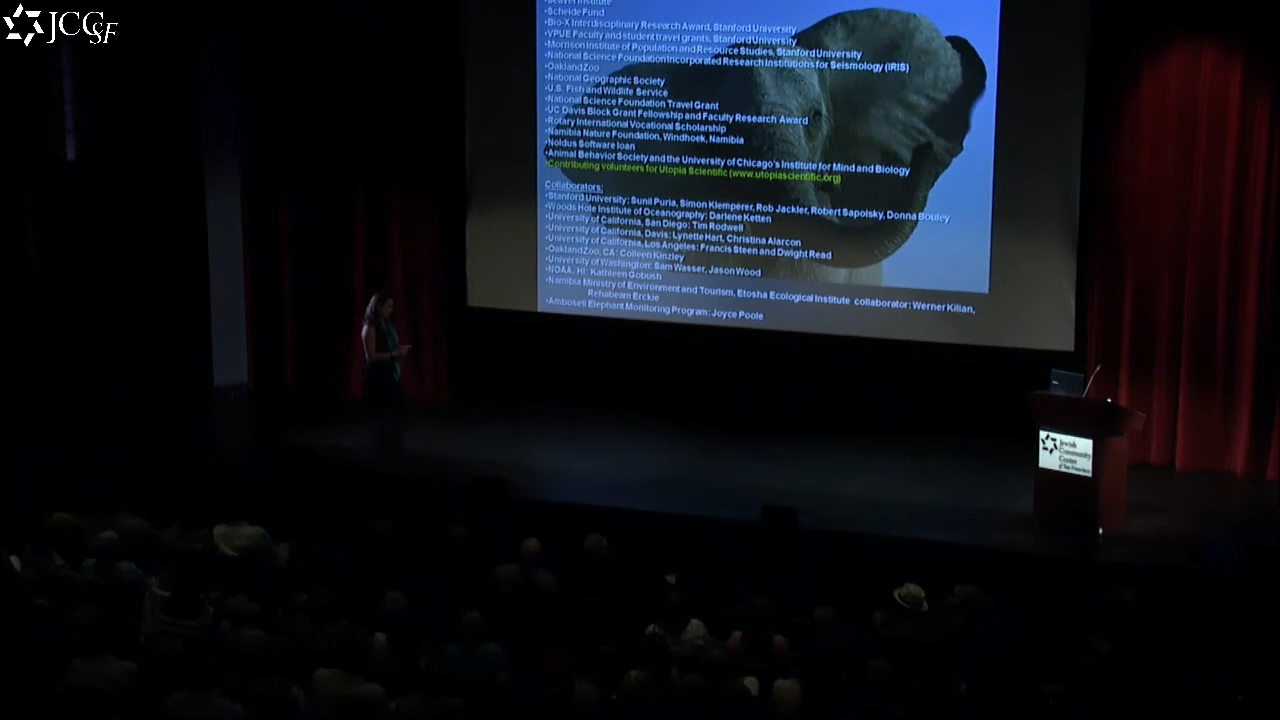 JCCSF
Scheide Fund
•Bio-X Interdisciplinary Research Award, Stanford University
•VPUE Faculty and student travel grants, Stanford University
•Morrison Institute of Population and Resource Studies, Stanford University
•National Science Foundation Incorporated Research Institutions for Seismology (IRIS)
•Oakland Zoo
•National Geographic Society
•U.S. Fish and Wildlife Service
•National Science Foundation Travel Grant
•UC Davis Block Grant Fellowship and Faculty Research Award
•Rotary International Vocational Scholarship
•Namibia Nature Foundation, Windhoek, Namibia
•Noldus Software loan
•Animal Behavior Society and the University of Chicago's Institute for Mind and Biology
•Contributing volunteers for Utopia Scientific (www.utopiascientific.org)
Collaborators:
•Stanford University: Sunil Puria, Simon Klemperer, Rob Jackler, Robert Sapolsky, Donna Bouley
•Woods Hole Institute of Oceanography: Darlene Ketten
•University of California, San Diego: Tim Rodwell
•University of California, Davis: Lynette Hart, Christina Alarcon
•University of California, Los Angeles: Francis Steen and Dwight Read
•Oakland Zoo, CA: Colleen Kinzley
•University of Washington: Sam Wasser, Jason Wood
•NOAA, HI: Kathleen Gobush
•Namibia Ministry of Environment and Tourism, Etosha Ecological Institute collaborator: Werner Kilian,
Rehabeam Erckie
•Amboseli Elephant Monitoring Program: Joyce Poole
Jewish
Community
Center
of San Francisco